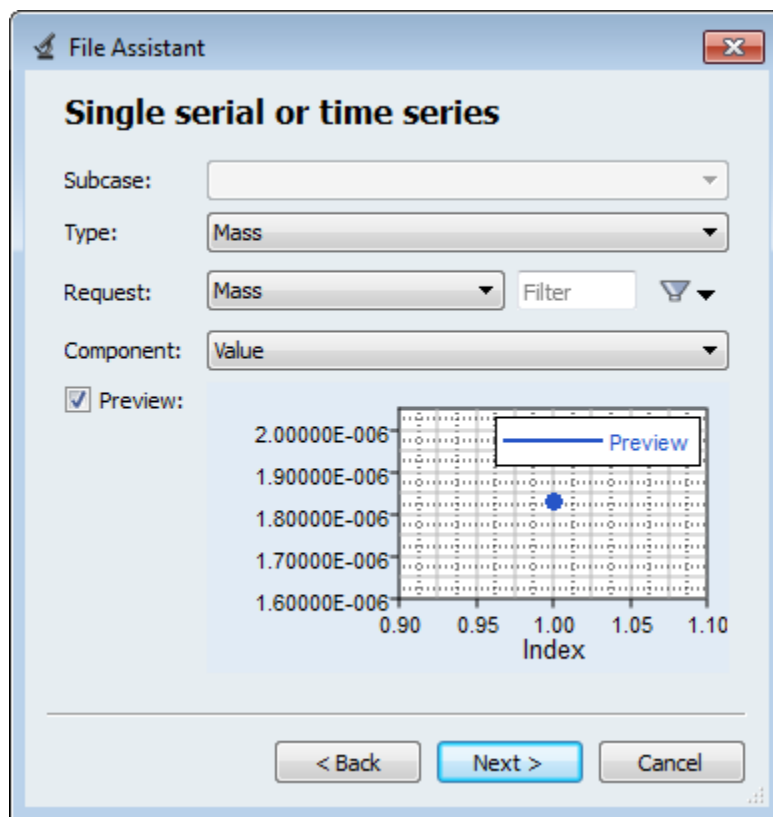 File Assistant
Single serial or time series
Subcase:
Type: Mass
Request: Mass Filter
Component: Value
Preview:
Preview
2.00000E-006
1.90000E-006
1.80000E-006
1.70000E-006
1.60000E-006
0.90 0.95 1.00 1.05 1.10
Index
< Back Next > Cancel